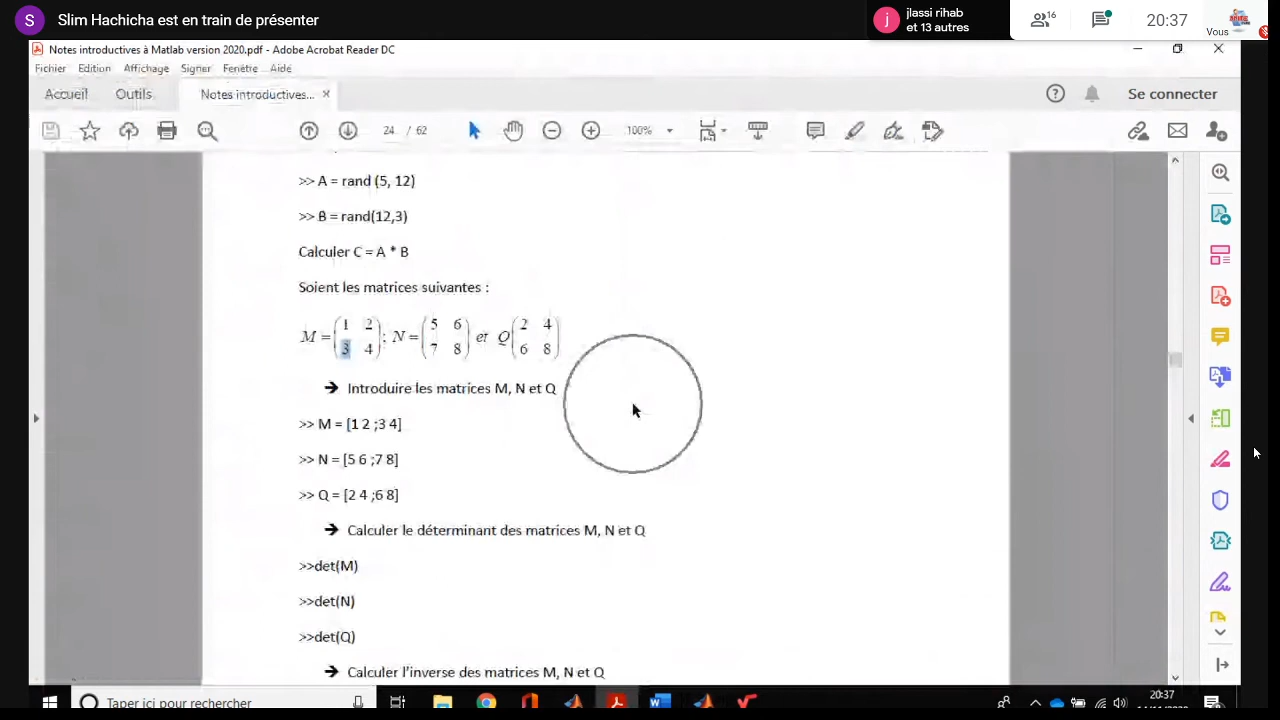 S Slim Hachicha est en train de présenter
j jlassi rihab
et 13 autres
16
20:37
Vous
Notes introductives à Matlab version 2020.pdf - Adobe Acrobat Reader DC
Fichier Edition Affichage Signer Fenêtre Aide
Accueil Outils Notes introductives... × Se connecter
24 / 62 100%
>> A = rand (5, 12)
>> B = rand(12,3)
Calculer C = A * B
Soient les matrices suivantes :
M = (1 2
3 4) ; N = (5 6
7 8) et Q (2 4
6 8)
➔ Introduire les matrices M, N et Q
>> M = [1 2 ;3 4]
>> N = [5 6 ;7 8]
>> Q = [2 4 ;6 8]
➔ Calculer le déterminant des matrices M, N et Q
>>det(M)
>>det(N)
>>det(Q)
➔ Calculer l'inverse des matrices M, N et Q
Taper ici pour rechercher
20:37